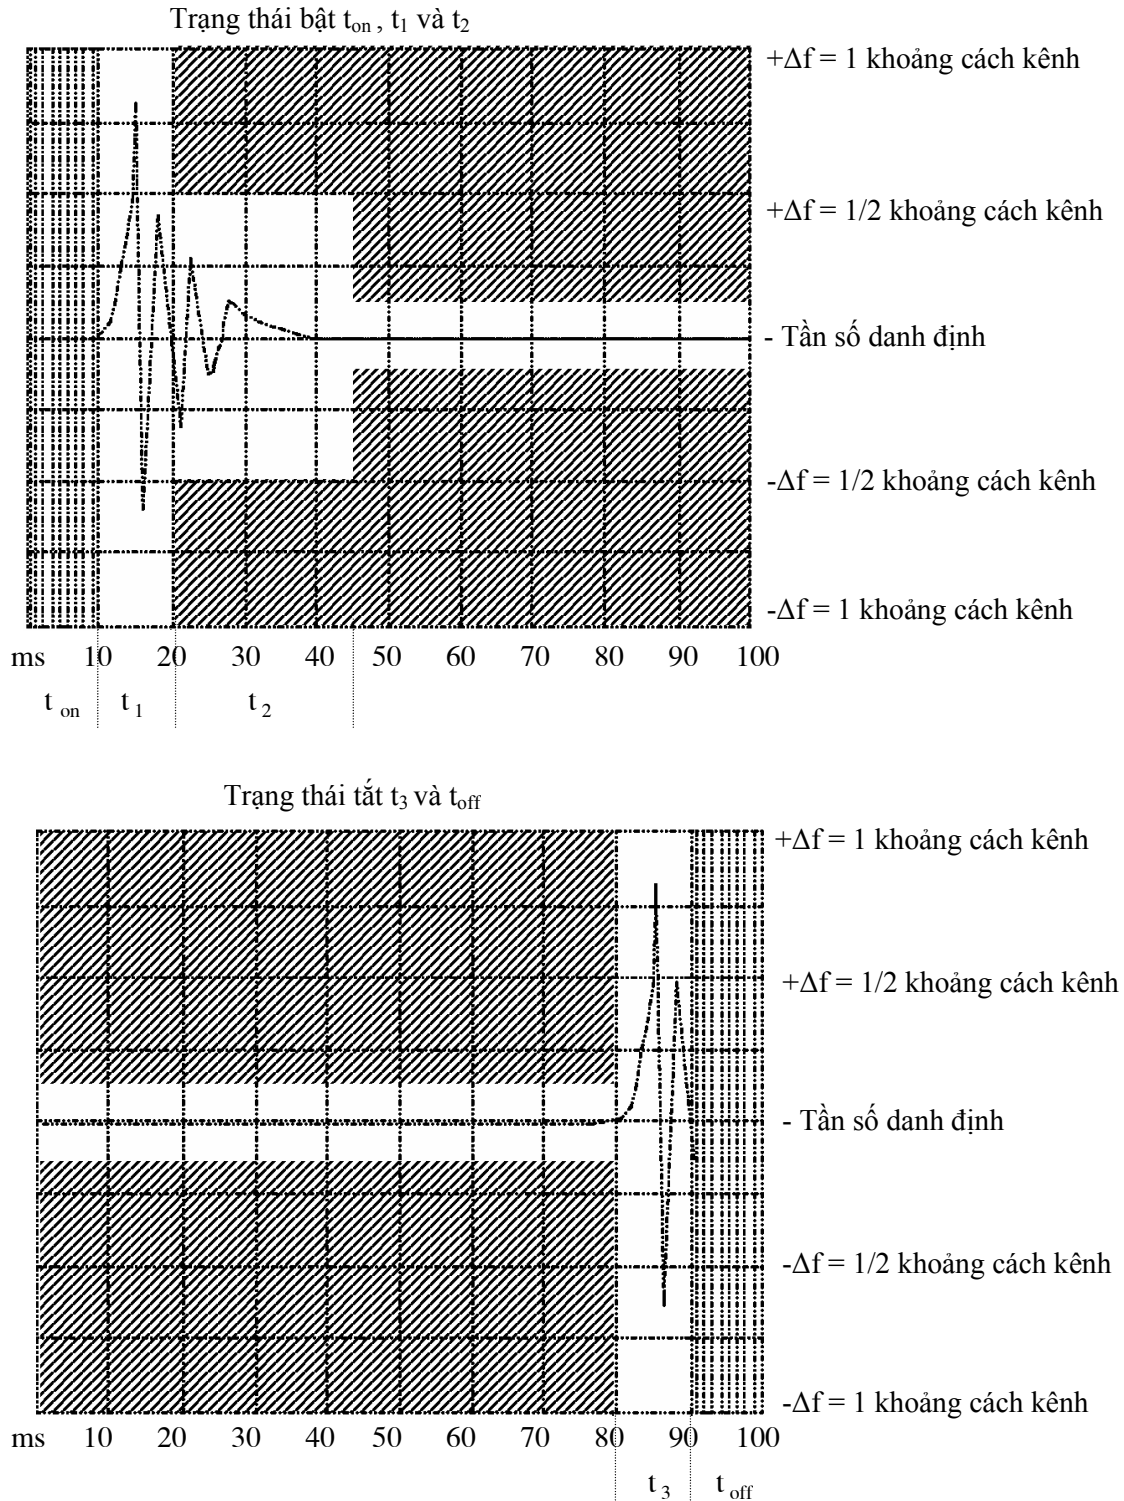 Trạng thái bật t_on , t_1 và t_2
+Δf = 1 khoảng cách kênh
+Δf = 1/2 khoảng cách kênh
- Tần số danh định
-Δf = 1/2 khoảng cách kênh
-Δf = 1 khoảng cách kênh
ms 10 20 30 40 50 60 70 80 90 100
t_on t_1 t_2
Trạng thái tắt t_3 và t_off
+Δf = 1 khoảng cách kênh
+Δf = 1/2 khoảng cách kênh
- Tần số danh định
-Δf = 1/2 khoảng cách kênh
-Δf = 1 khoảng cách kênh
ms 10 20 30 40 50 60 70 80 90 100
t_3 t_off